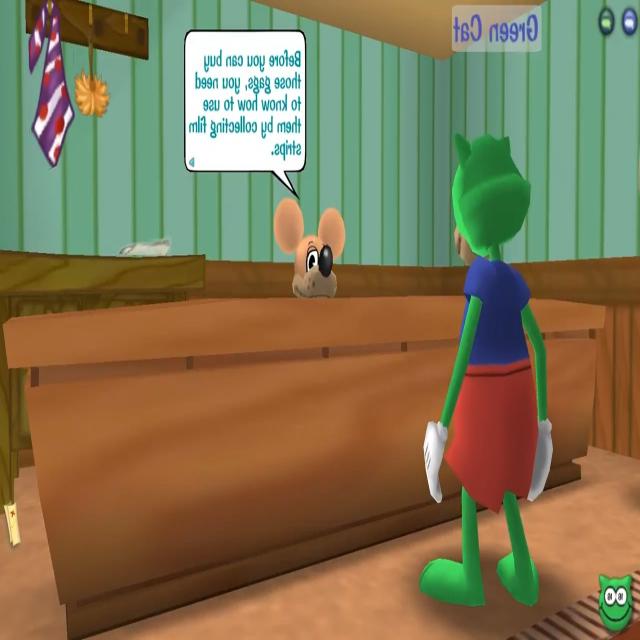 Green Cat
Before you can buy
those gags, you need
to know how to use
them by collecting film
strips.